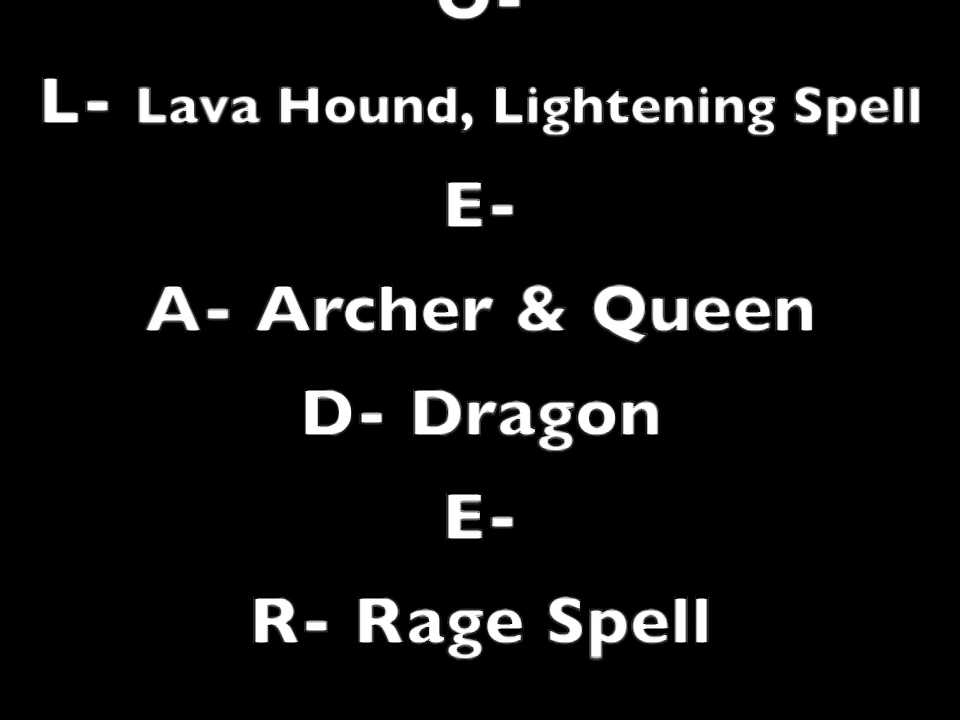 L- Lava Hound, Lightening Spell
E-
A- Archer & Queen
D- Dragon
E-
R- Rage Spell